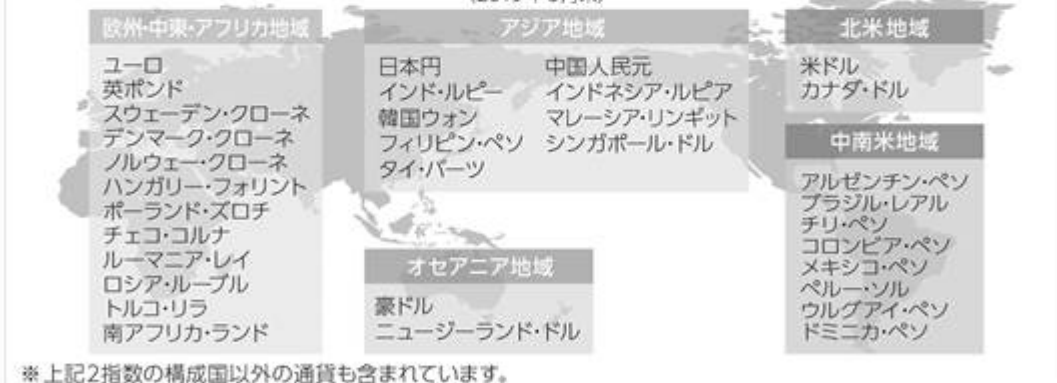 欧州・中東・アフリカ地域
ユーロ
英ポンド
スウェーデン・クローネ
デンマーク・クローネ
ノルウェー・クローネ
ハンガリー・フォリント
ポーランド・ズロチ
チェコ・コルナ
ルーマニア・レイ
ロシア・ルーブル
トルコ・リラ
南アフリカ・ランド
アジア地域
日本円 中国人民元
インド・ルピー インドネシア・ルピア
韓国ウォン マレーシア・リンギット
フィリピン・ペソ シンガポール・ドル
タイ・バーツ
オセアニア地域
豪ドル
ニュージーランド・ドル
北米地域
米ドル
カナダ・ドル
中南米地域
アルゼンチン・ペソ
ブラジル・レアル
チリ・ペソ
コロンビア・ペソ
メキシコ・ペソ
ペルー・ソル
ウルグアイ・ペソ
ドミニカ・ペソ
※上記2指数の構成国以外の通貨も含まれています。